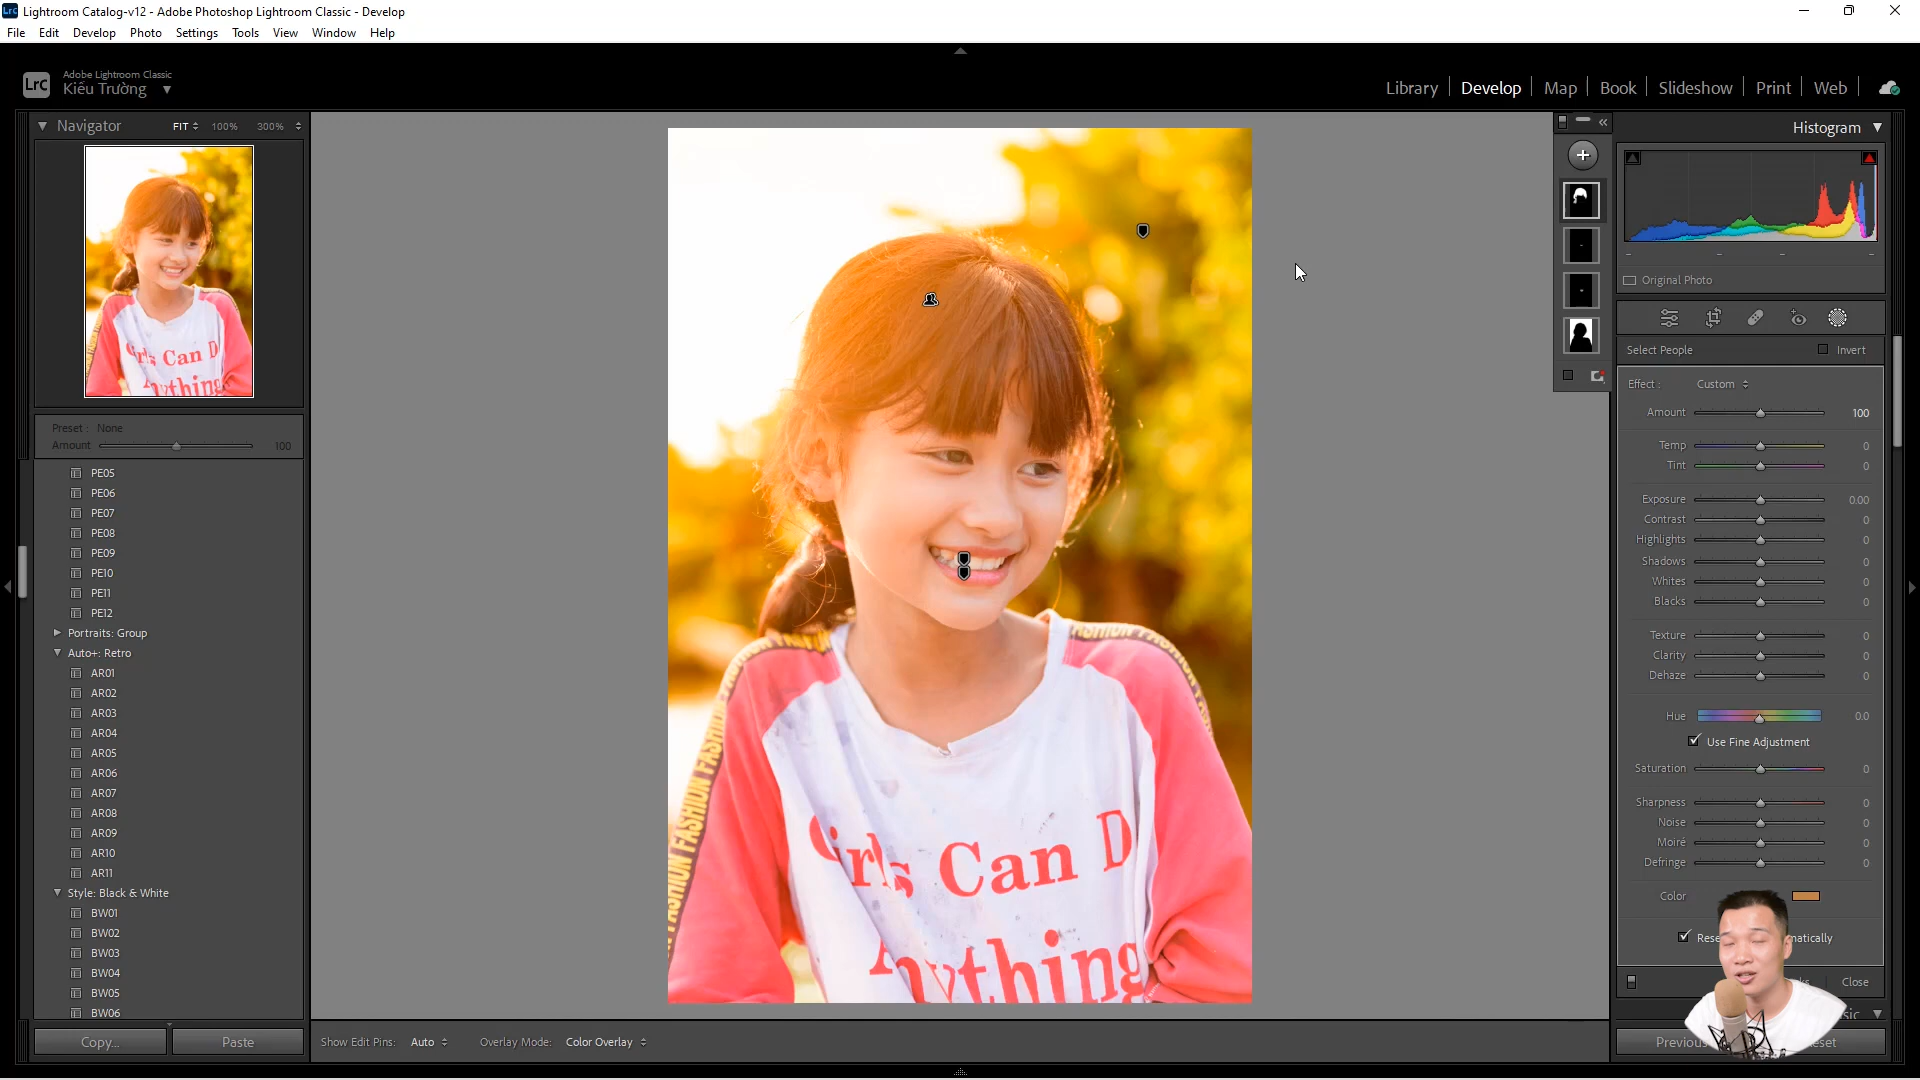 Lightroom Catalog-v12 - Adobe Photoshop Lightroom Classic - Develop
File Edit Develop Photo Settings Tools View Window Help
LrC
Adobe Lightroom Classic
Kiều Trường
Library Develop Map Book Slideshow Print Web
Navigator FIT 100% 300%
Preset: None
Amount 100
PE05
PE06
PE07
PE08
PE09
PE10
PE11
PE12
Portraits: Group
Auto+: Retro
AR01
AR02
AR03
AR04
AR05
AR06
AR07
AR08
AR09
AR10
AR11
Style: Black & White
BW01
BW02
BW03
BW04
BW05
BW06
Copy... Paste
FASHION FASHION
Girls Can D
Anything
Show Edit Pins: Auto Overlay Mode: Color Overlay
Histogram
Original Photo
Select People Invert
Effect: Custom
Amount 100
Temp 0
Tint 0
Exposure 0.00
Contrast 0
Highlights 0
Shadows 0
Whites 0
Blacks 0
Texture 0
Clarity 0
Dehaze 0
Hue 0.0
Use Fine Adjustment
Saturation 0
Sharpness 0
Noise 0
Moiré 0
Defringe 0
Color
Close
Previous